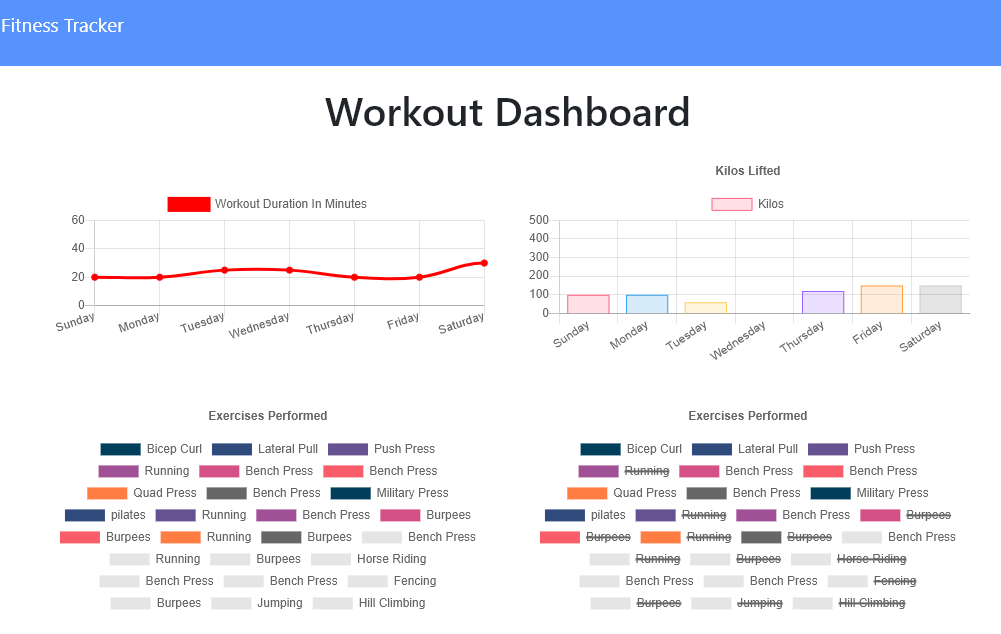 Fitness Tracker
Workout Dashboard
Workout Duration In Minutes
60
40
20
0
Sunday Monday Tuesday Wednesday Thursday Friday Saturday
Kilos Lifted
Kilos
500
400
300
200
100
0
Sunday Monday Tuesday Wednesday Thursday Friday Saturday
Exercises Performed
Bicep Curl Lateral Pull Push Press
Running Bench Press Bench Press
Quad Press Bench Press Military Press
pilates Running Bench Press Burpees
Burpees Running Burpees Bench Press
Running Burpees Horse Riding
Bench Press Bench Press Fencing
Burpees Jumping Hill Climbing
Exercises Performed
Bicep Curl Lateral Pull Push Press
Running Bench Press Bench Press
Quad Press Bench Press Military Press
pilates Running Bench Press Burpees
Burpees Running Burpees Bench Press
Running Burpees Horse Riding
Bench Press Bench Press Fencing
Burpees Jumping Hill Climbing